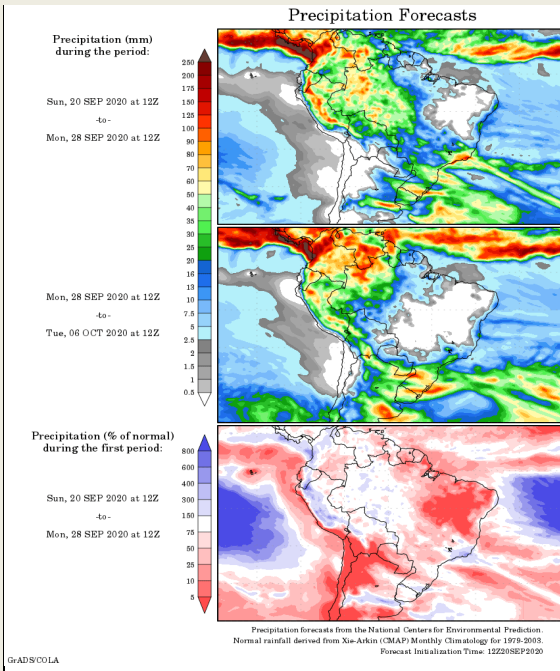 Precipitation Forecasts
Precipitation (mm)
during the period:
Sun, 20 SEP 2020 at 12Z
-to-
Mon, 28 SEP 2020 at 12Z
250
200
175
150
125
100
90
80
70
60
50
40
35
30
25
20
16
13
10
7.5
5
2.5
2
1.5
1
0.5
Mon, 28 SEP 2020 at 12Z
-to-
Tue, 06 OCT 2020 at 12Z
Precipitation (% of normal)
during the first period:
Sun, 20 SEP 2020 at 12Z
-to-
Mon, 28 SEP 2020 at 12Z
800
600
400
300
150
75
50
25
10
5
Precipitation forecasts from the National Centers for Environmental Prediction.
Normal rainfall derived from Xie-Arkin (CMAP) Monthly Climatology for 1979-2003.
Forecast Initialization Time: 12Z20SEP2020
GrADS/COLA